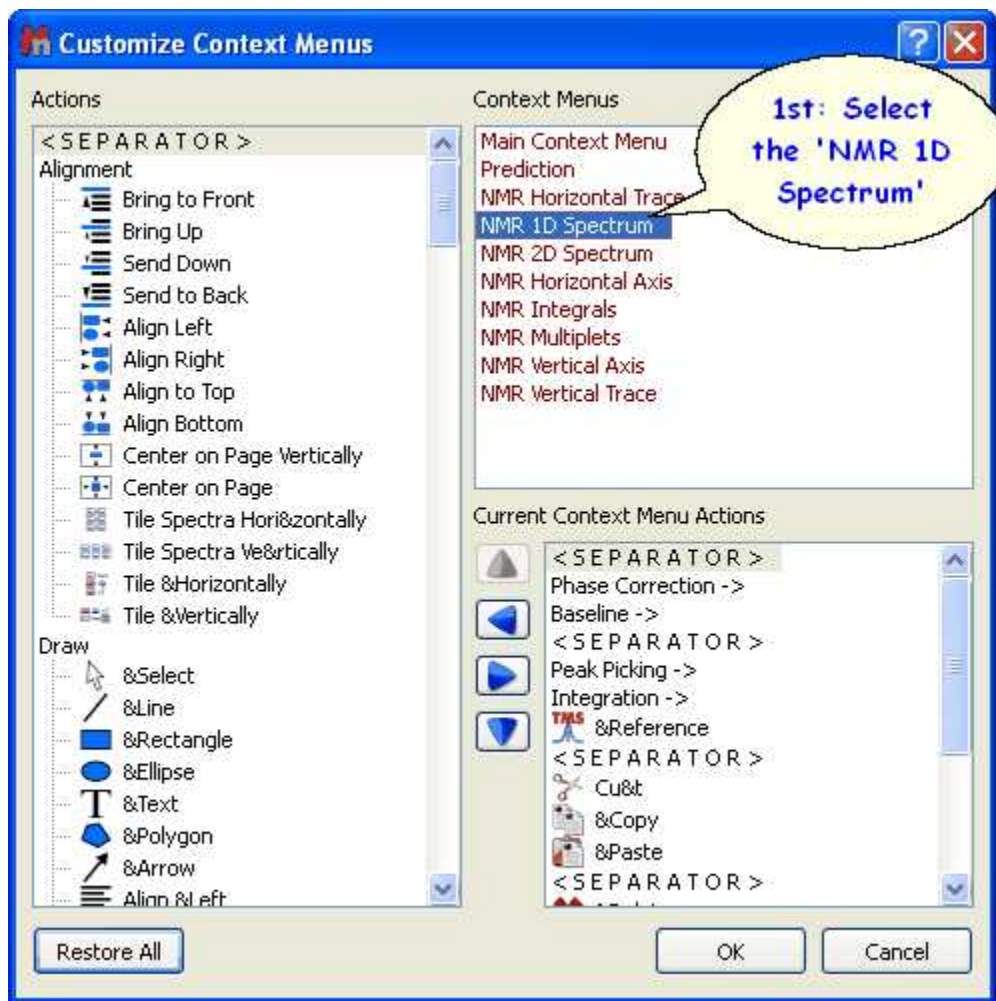 Customize Context Menus
Actions
<SEPARATOR>
Alignment
Bring to Front
Bring Up
Send Down
Send to Back
Align Left
Align Right
Align to Top
Align Bottom
Center on Page Vertically
Center on Page
Tile Spectra Hori&zontally
Tile Spectra Ve&rtically
Tile &Horizontally
Tile &Vertically
Draw
&Select
&Line
&Rectangle
&Ellipse
T &Text
&Polygon
&Arrow
Align &Left
Restore All
Context Menus
Main Context Menu
Prediction
NMR Horizontal Trace
NMR 1D Spectrum
NMR 2D Spectrum
NMR Horizontal Axis
NMR Integrals
NMR Multiplets
NMR Vertical Axis
NMR Vertical Trace
1st: Select
the 'NMR 1D
Spectrum'
Current Context Menu Actions
<SEPARATOR>
Phase Correction ->
Baseline ->
<SEPARATOR>
Peak Picking ->
Integration ->
TMS &Reference
<SEPARATOR>
Cu&t
&Copy
&Paste
<SEPARATOR>
OK
Cancel